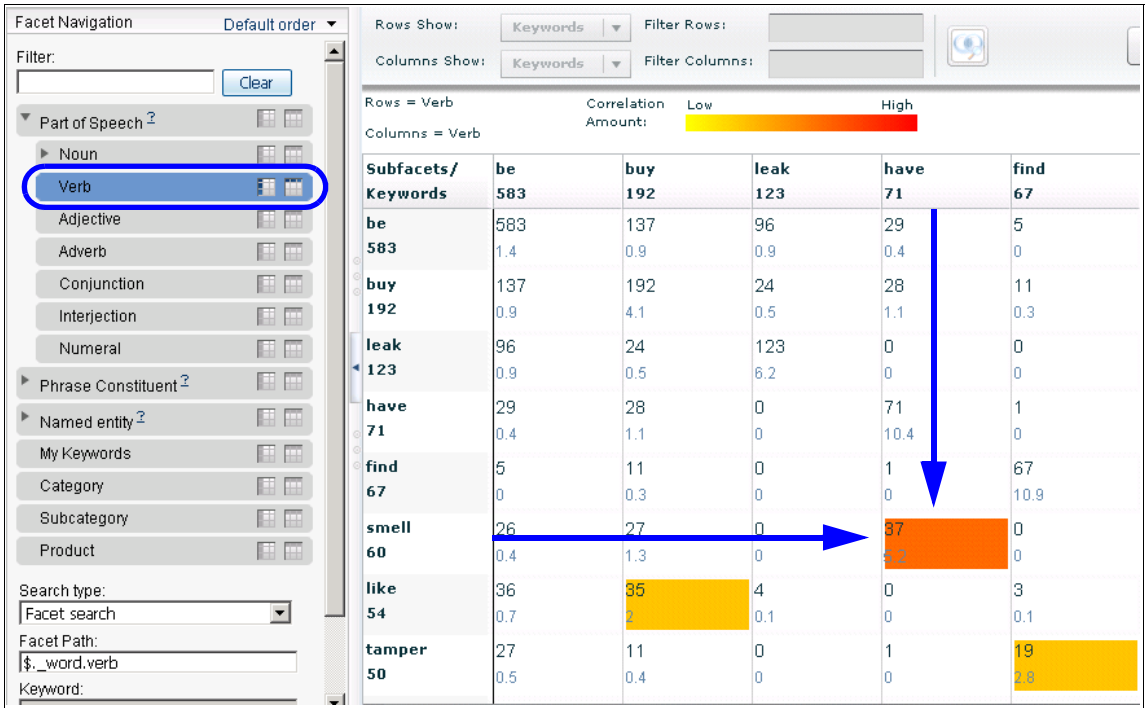 Facet Navigation Default order
Filter:
Clear
Part of Speech ?
Noun
Verb
Adjective
Adverb
Conjunction
Interjection
Numeral
Phrase Constituent ?
Named entity ?
My Keywords
Category
Subcategory
Product
Search type:
Facet search
Facet Path:
$._word.verb
Keyword:
Rows Show: Keywords Filter Rows:
Columns Show: Keywords Filter Columns:
Rows = Verb
Columns = Verb
Correlation Amount: Low High
Subfacets/ be buy leak have find
Keywords 583 192 123 71 67
be 583 137 96 29 5
583 1.4 0.9 0.9 0.4 0
buy 137 192 24 28 11
192 0.9 4.1 0.5 1.1 0.3
leak 96 24 123 0 0
123 0.9 0.5 6.2 0 0
have 29 28 0 71 1
71 0.4 1.1 0 10.4 0
find 5 11 0 1 67
67 0 0.3 0 0 10.9
smell 26 27 0 37 0
60 0.4 1.3 0 5.2 0
like 36 35 4 0 3
54 0.7 2 0.1 0 0.1
tamper 27 11 0 1 19
50 0.5 0.4 0 0 2.8